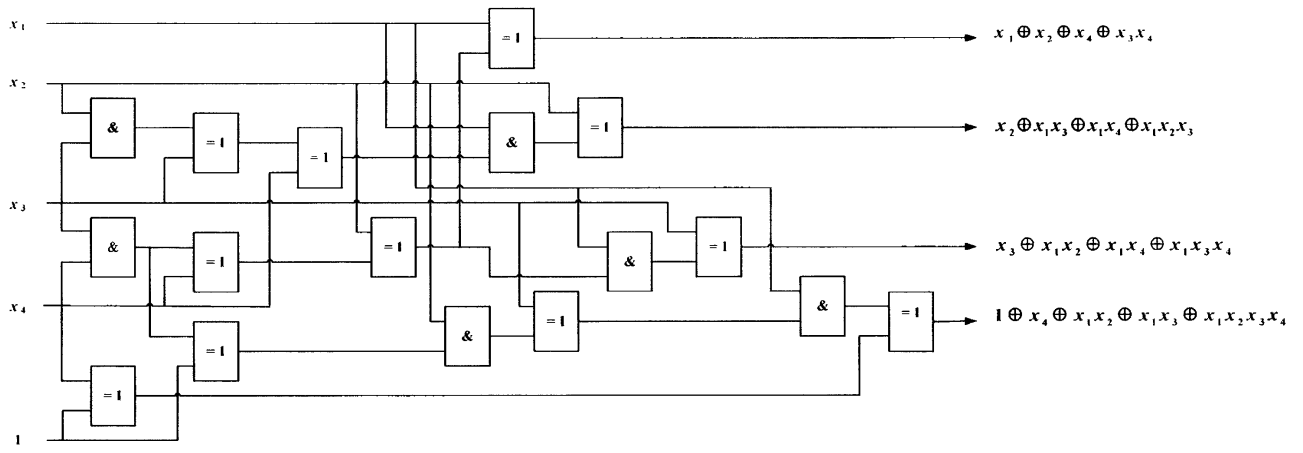 x₁
= 1
x₁ ⊕ x₂ ⊕ x₄ ⊕ x₃x₄
x₂
&
= 1
= 1
&
= 1
x₂ ⊕ x₁x₃ ⊕ x₁x₄ ⊕ x₁x₂x₃
x₃
&
= 1
= 1
&
= 1
x₃ ⊕ x₁x₂ ⊕ x₁x₄ ⊕ x₁x₃x₄
x₄
= 1
&
= 1
&
= 1
1 ⊕ x₄ ⊕ x₁x₂ ⊕ x₁x₃ ⊕ x₁x₂x₃x₄
= 1
1